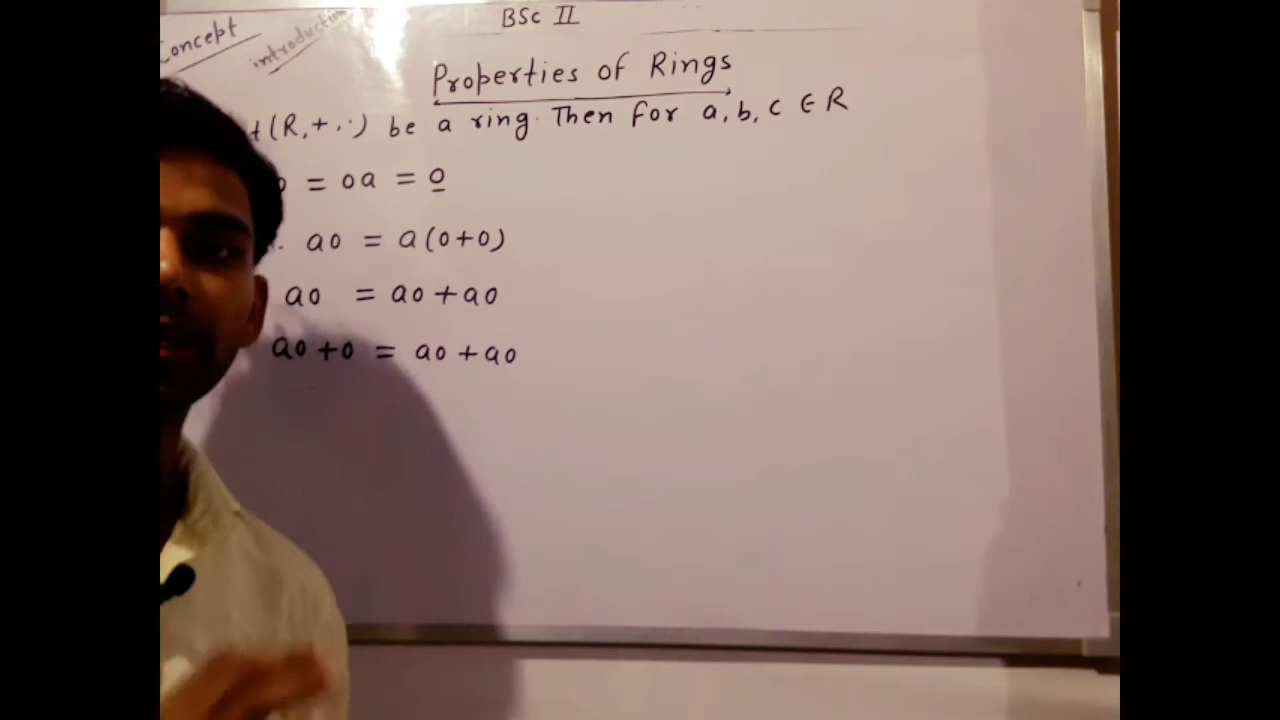 BSc II
Concept
introduction
Properties of Rings
(R, + , ·) be a ring. Then for a, b, c ∈ R
= 0a = 0
a0 = a(0+0)
a0 = a0 + a0
a0 + 0 = a0 + a0